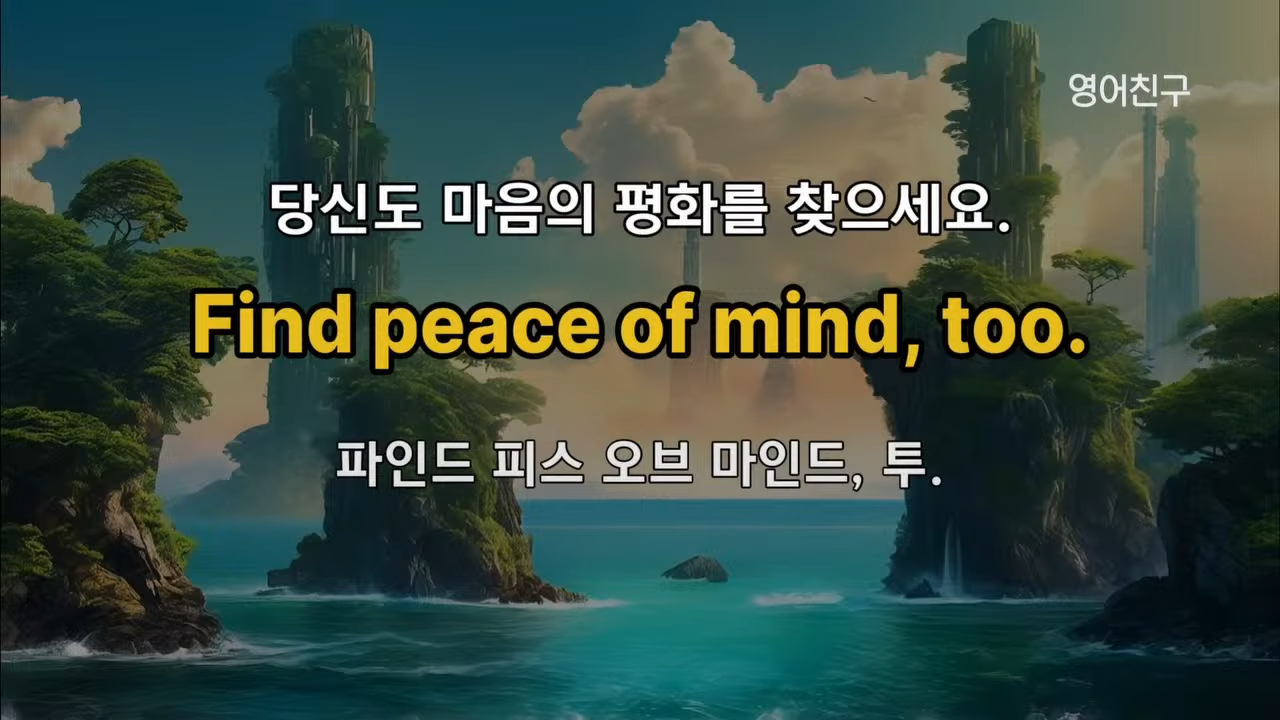 영어친구
당신도 마음의 평화를 찾으세요.
Find peace of mind, too.
파인드 피스 오브 마인드, 투.